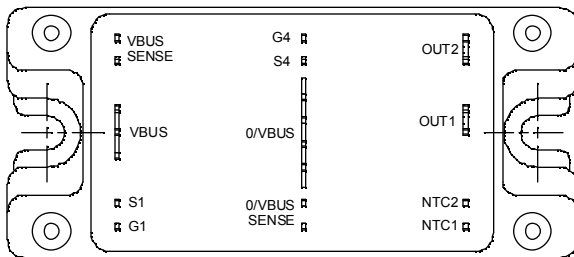 VBUS
SENSE
VBUS
S1
G1
G4
S4
0/VBUS
0/VBUS
SENSE
OUT2
OUT1
NTC2
NTC1